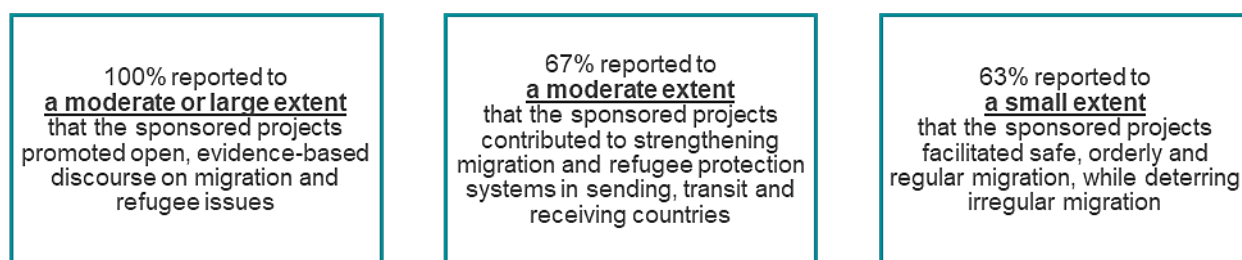 100% reported to
a moderate or large extent
that the sponsored projects
promoted open, evidence-based
discourse on migration and
refugee issues
67% reported to
a moderate extent
that the sponsored projects
contributed to strengthening
migration and refugee protection
systems in sending, transit and
receiving countries
63% reported to
a small extent
that the sponsored projects
facilitated safe, orderly and
regular migration, while deterring
irregular migration